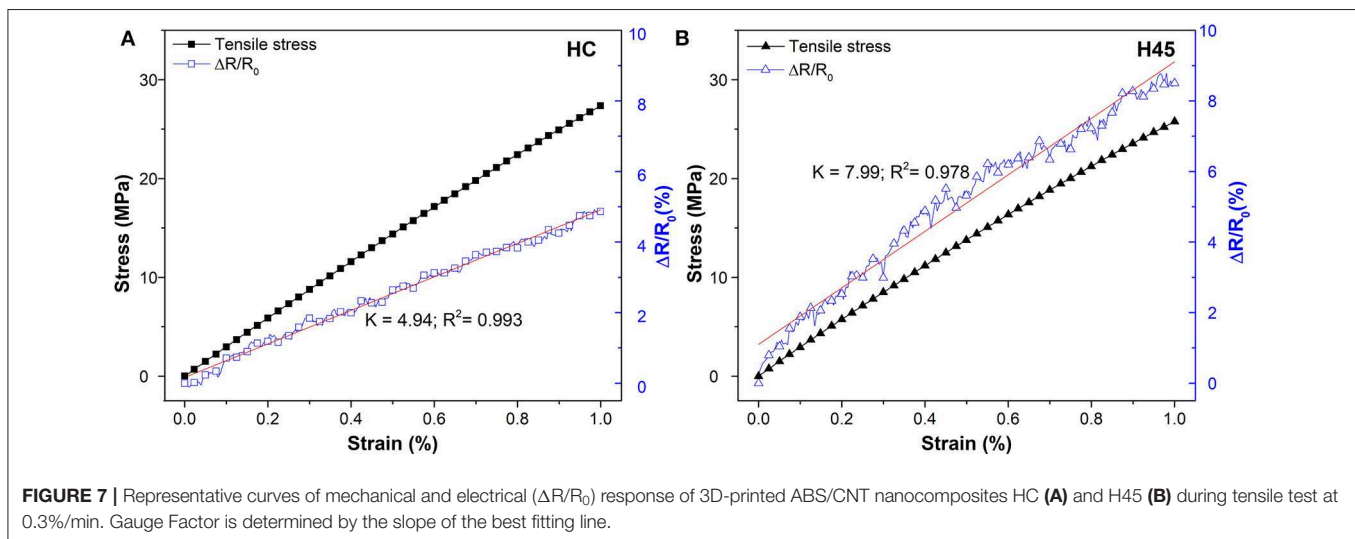 A
Tensile stress
ΔR/R₀
HC
K = 4.94; R²= 0.993
Stress (MPa)
0
10
20
30
ΔR/R₀(%)
0
2
4
6
8
10
0.0 0.2 0.4 0.6 0.8 1.0
Strain (%)
B
Tensile stress
ΔR/R₀
H45
K = 7.99; R²= 0.978
Stress (MPa)
0
10
20
30
ΔR/R₀(%)
0
2
4
6
8
10
0.0 0.2 0.4 0.6 0.8 1.0
Strain (%)
FIGURE 7 | Representative curves of mechanical and electrical (ΔR/R₀) response of 3D-printed ABS/CNT nanocomposites HC (A) and H45 (B) during tensile test at
0.3%/min. Gauge Factor is determined by the slope of the best fitting line.